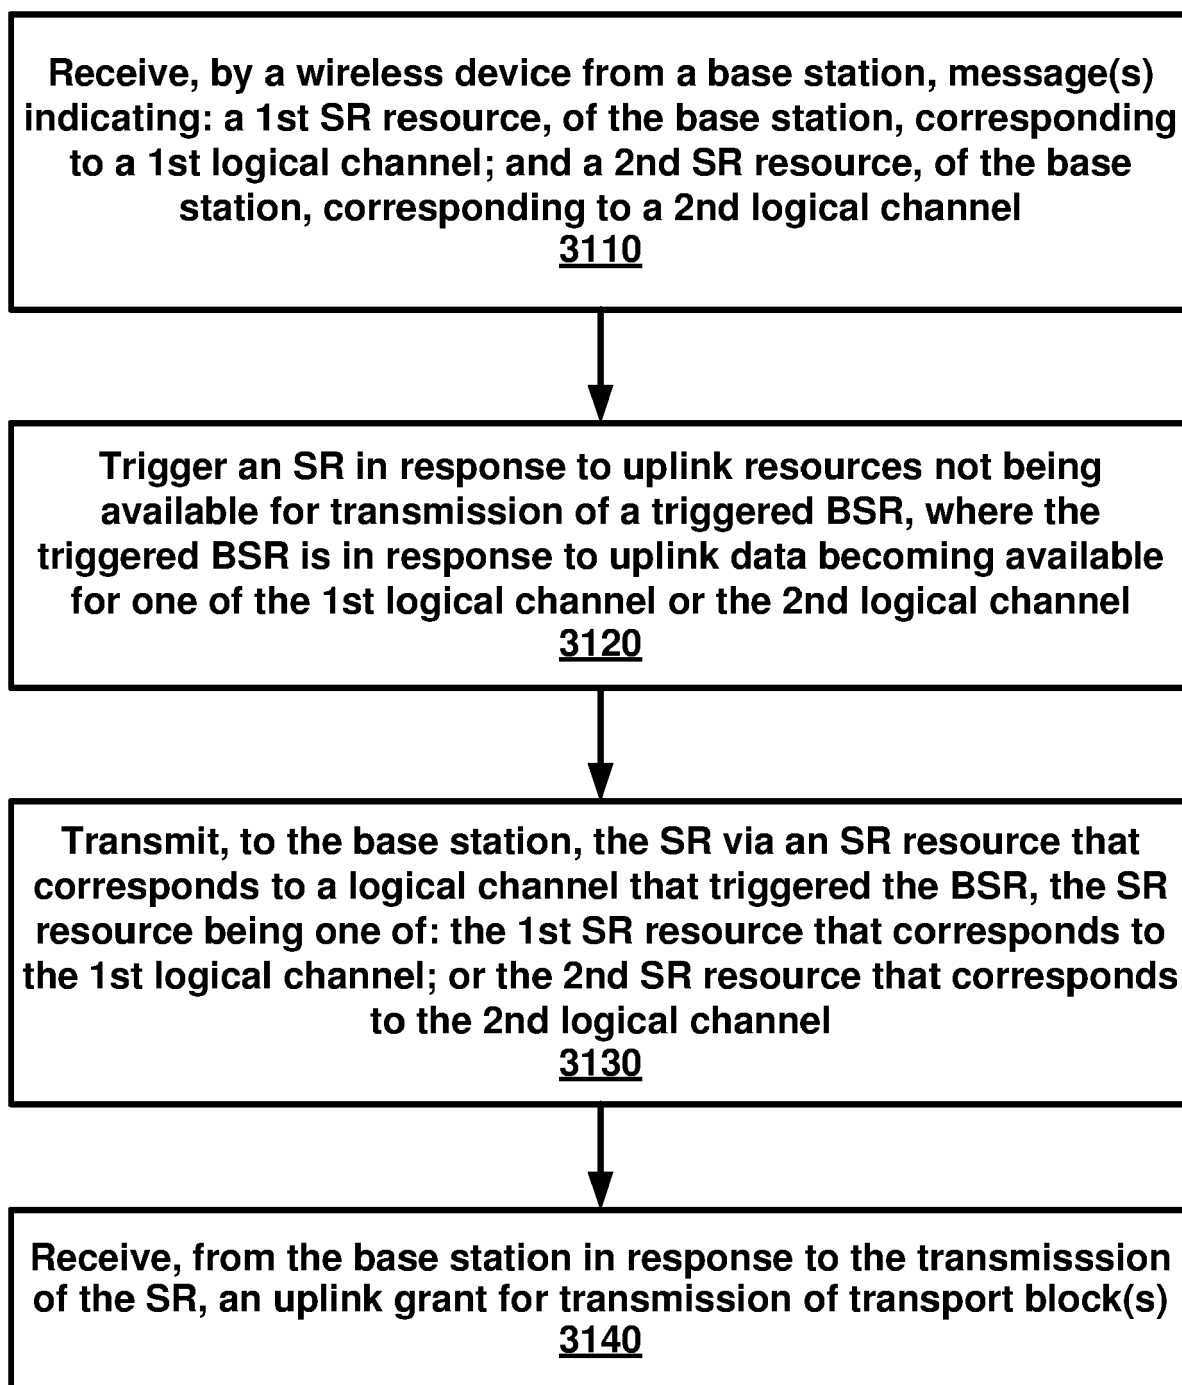 Receive, by a wireless device from a base station, message(s)
indicating: a 1st SR resource, of the base station, corresponding
to a 1st logical channel; and a 2nd SR resource, of the base
station, corresponding to a 2nd logical channel
3110
Trigger an SR in response to uplink resources not being
available for transmission of a triggered BSR, where the
triggered BSR is in response to uplink data becoming available
for one of the 1st logical channel or the 2nd logical channel
3120
Transmit, to the base station, the SR via an SR resource that
corresponds to a logical channel that triggered the BSR, the SR
resource being one of: the 1st SR resource that corresponds to
the 1st logical channel; or the 2nd SR resource that corresponds
to the 2nd logical channel
3130
Receive, from the base station in response to the transmisssion
of the SR, an uplink grant for transmission of transport block(s)
3140